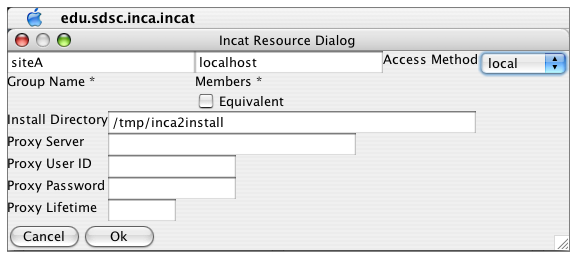 edu.sdsc.inca.incat
Incat Resource Dialog
siteA localhost Access Method local
Group Name * Members *
Equivalent
Install Directory /tmp/inca2install
Proxy Server
Proxy User ID
Proxy Password
Proxy Lifetime
Cancel Ok